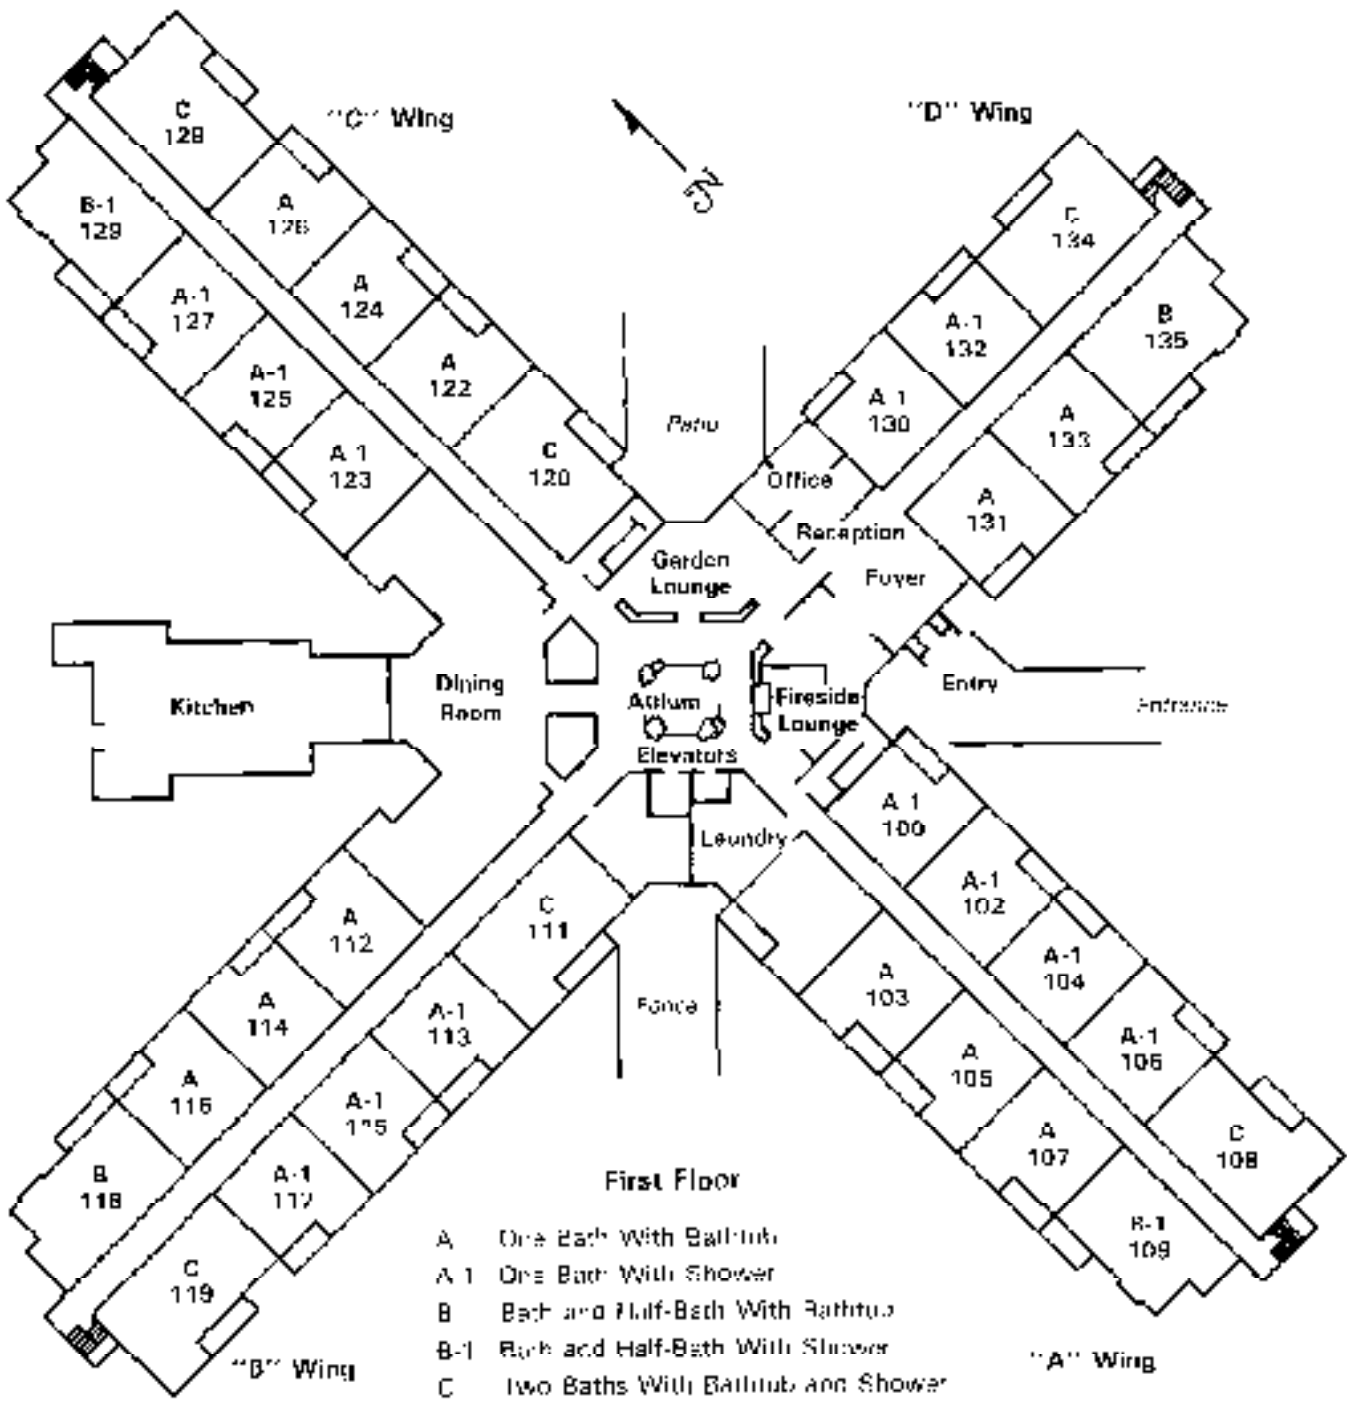 "C" Wing
"D" Wing
N
C
128
A
126
A
124
A
122
C
120
B-1
129
A-1
127
A-1
125
A-1
123
C
134
A-1
132
A-1
130
B
135
A
133
A
131
Patio
Office
Reception
Foyer
Garden
Lounge
Kitchen
Dining
Room
Atrium
Elevators
Fireside
Lounge
Entry
Entrance
Laundry
Fence
A-1
100
A-1
102
A-1
104
A-1
106
C
108
A
103
A
105
A
107
B-1
109
C
111
A-1
113
A-1
115
A-1
117
C
119
A
112
A
114
A
116
B
118
"B" Wing
"A" Wing
First Floor
A One Bath With Bathtub
A-1 One Bath With Shower
B Bath and Half-Bath With Bathtub
B-1 Bath and Half-Bath With Shower
C Two Baths With Bathtub and Shower